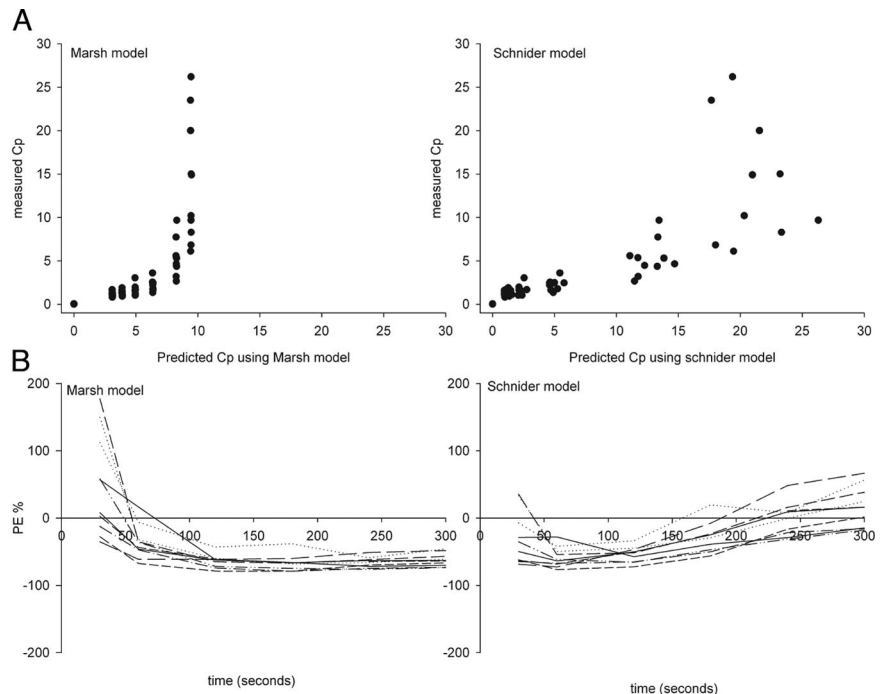 A
Marsh model
30
25
20
15
10
5
0
measured Cp
0 5 10 15 20 25 30
Predicted Cp using Marsh model
Schnider model
30
25
20
15
10
5
0
measured Cp
0 5 10 15 20 25 30
Predicted Cp using schnider model
B
Marsh model
200
100
0
-100
-200
PE %
0 50 100 150 200 250 300
time (seconds)
Schnider model
200
100
0
-100
-200
PE %
0 50 100 150 200 250 300
time (seconds)